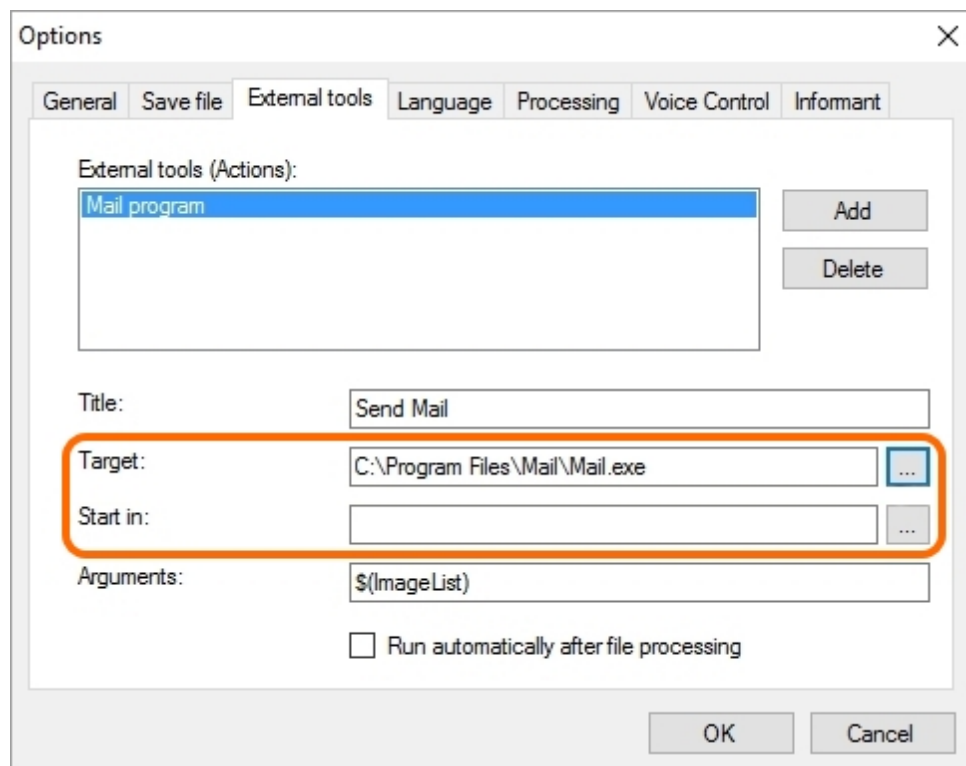 Options
General Save file External tools Language Processing Voice Control Informant
External tools (Actions):
Mail program
Add
Delete
Title: Send Mail
Target: C:\Program Files\Mail\Mail.exe ...
Start in: ...
Arguments: $(ImageList)
Run automatically after file processing
OK Cancel